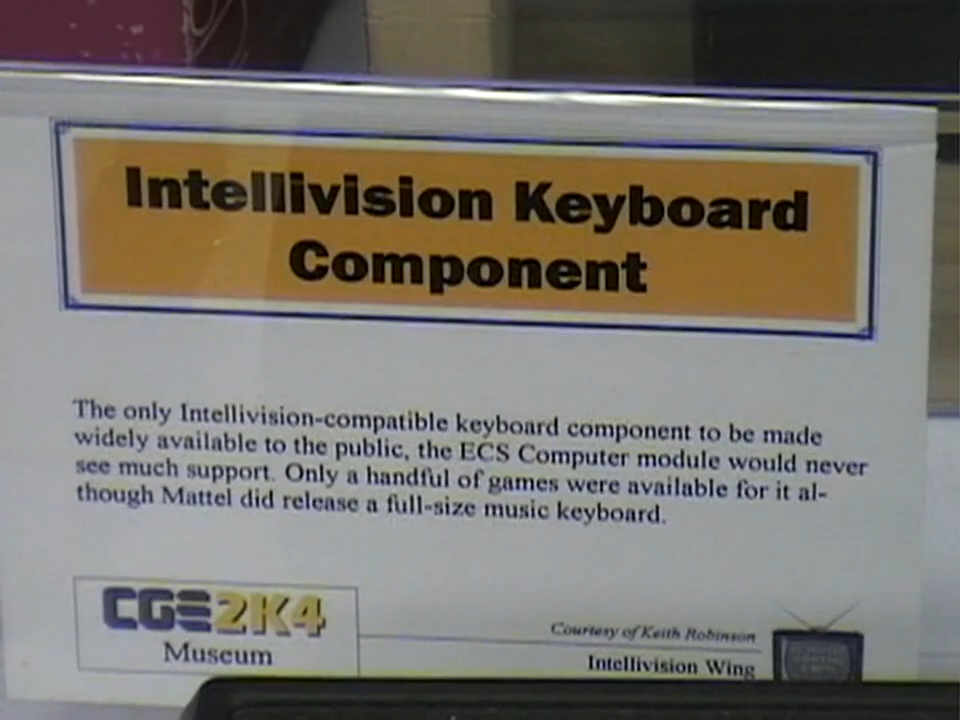 Intellivision Keyboard
Component
The only Intellivision-compatible keyboard component to be made
widely available to the public, the ECS Computer module would never
see much support. Only a handful of games were available for it al-
though Mattel did release a full-size music keyboard.
CGE2K4
Museum
Courtesy of Keith Robinson
Intellivision Wing